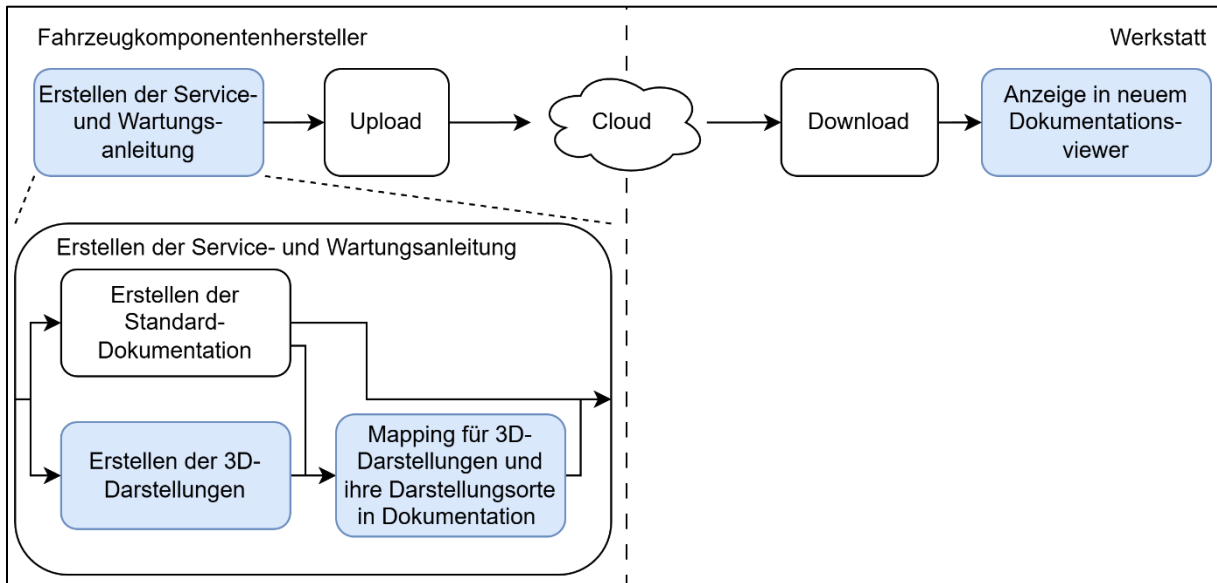 Fahrzeugkomponentenhersteller
Werkstatt
Erstellen der Service-
und Wartungs-
anleitung
Upload
Cloud
Download
Anzeige in neuem
Dokumentations-
viewer
Erstellen der Service- und Wartungsanleitung
Erstellen der
Standard-
Dokumentation
Erstellen der 3D-
Darstellungen
Mapping für 3D-
Darstellungen und
ihre Darstellungsorte
in Dokumentation